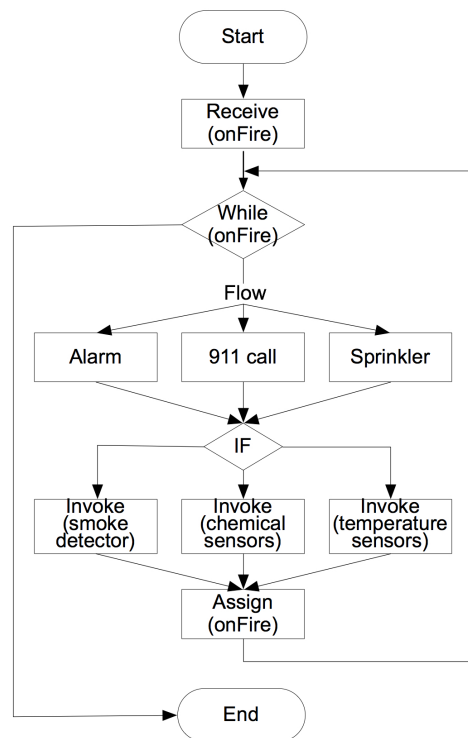 Start
Receive
(onFire)
While
(onFire)
Flow
Alarm
911 call
Sprinkler
IF
Invoke
(smoke
detector)
Invoke
(chemical
sensors)
Invoke
(temperature
sensors)
Assign
(onFire)
End